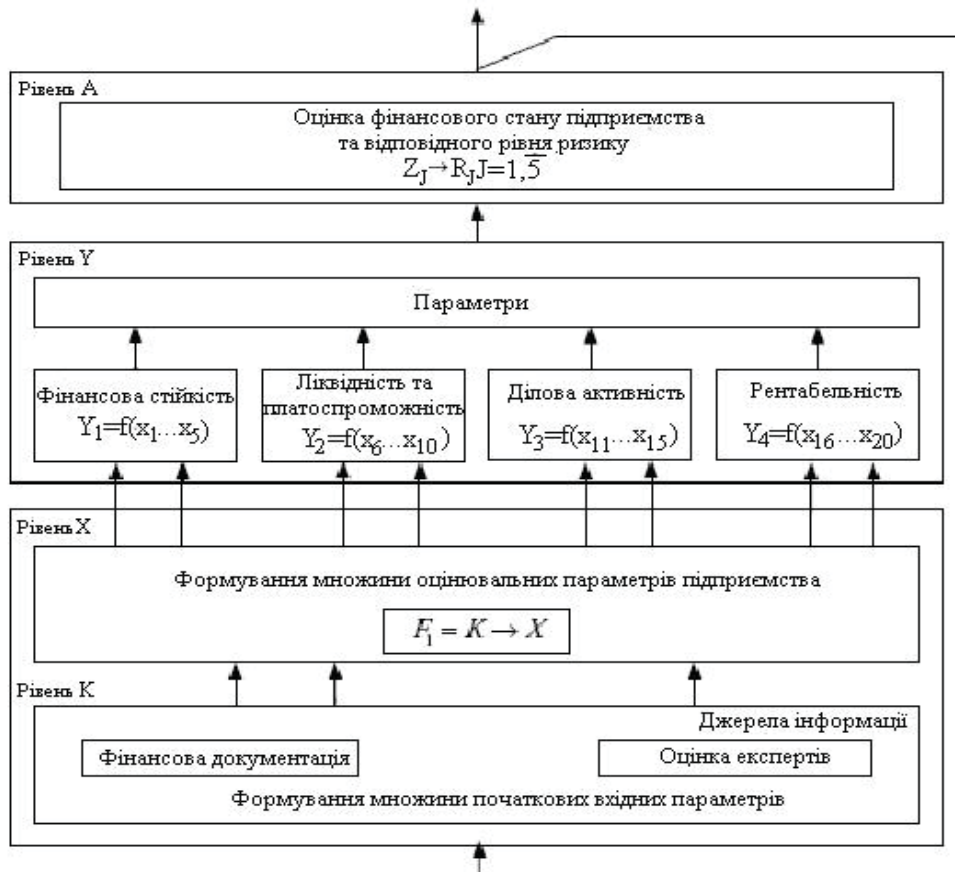 Рівень А
Оцінка фінансового стану підприємства
та відповідного рівня ризику
Z_J→R_J J=1,5̅
Рівень Y
Параметри
Фінансова стійкість
Y₁=f(x₁...x₅)
Ліквідність та
платоспроможність
Y₂=f(x₆...x₁₀)
Ділова активність
Y₃=f(x₁₁...x₁₅)
Рентабельність
Y₄=f(x₁₆...x₂₀)
Рівень X
Формування множини оцінювальних параметрів підприємства
F₁ = K → X
Рівень К
Джерела інформації
Фінансова документація
Оцінка експертів
Формування множини початкових вхідних параметрів